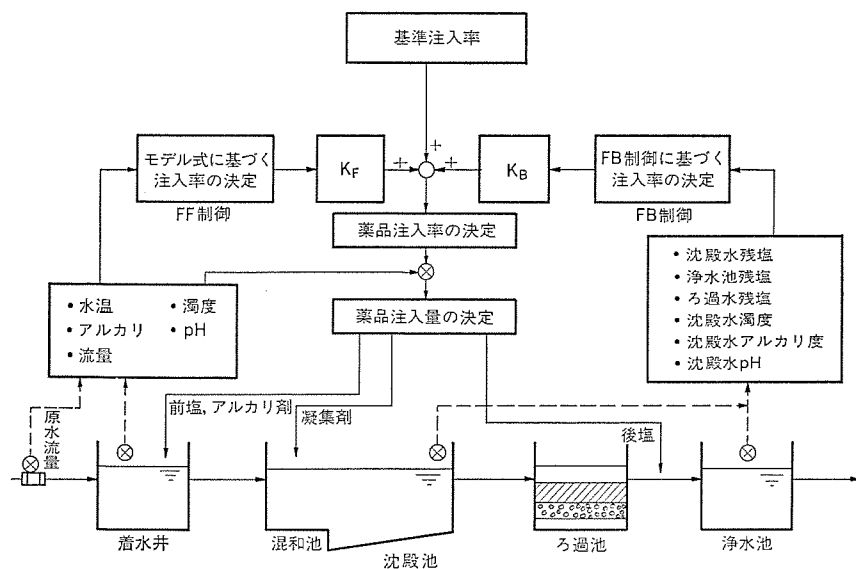 基準注入率
モデル式に基づく
注入率の決定
FF制御
K_F
K_B
FB制御に基づく
注入率の決定
FB制御
+
+
+
薬品注入率の決定
薬品注入量の決定
• 水温
• 濁度
• アルカリ
• pH
• 流量
• 沈殿水残塩
• 浄水池残塩
• ろ過水残塩
• 沈殿水濁度
• 沈殿水アルカリ度
• 沈殿水pH
原水流量
前塩,アルカリ剤
凝集剤
後塩
着水井
混和池
沈殿池
ろ過池
浄水池